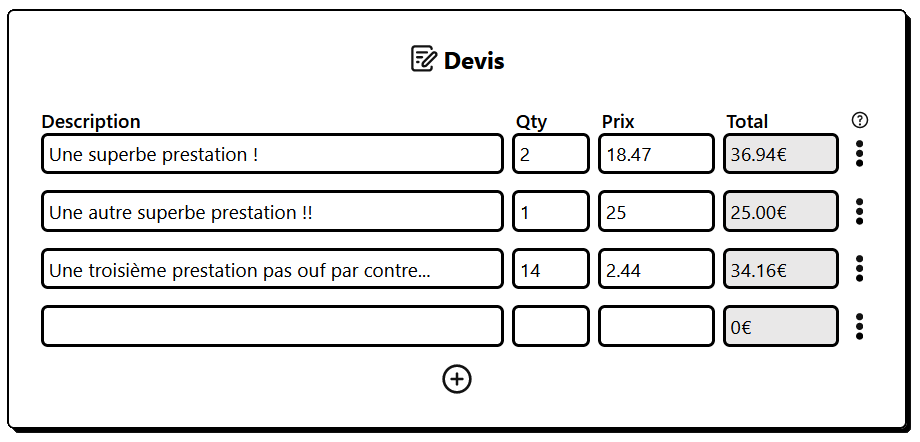 Devis
Description Qty Prix Total
Une superbe prestation ! 2 18.47 36.94€
Une autre superbe prestation !! 1 25 25.00€
Une troisième prestation pas ouf par contre... 14 2.44 34.16€
0€